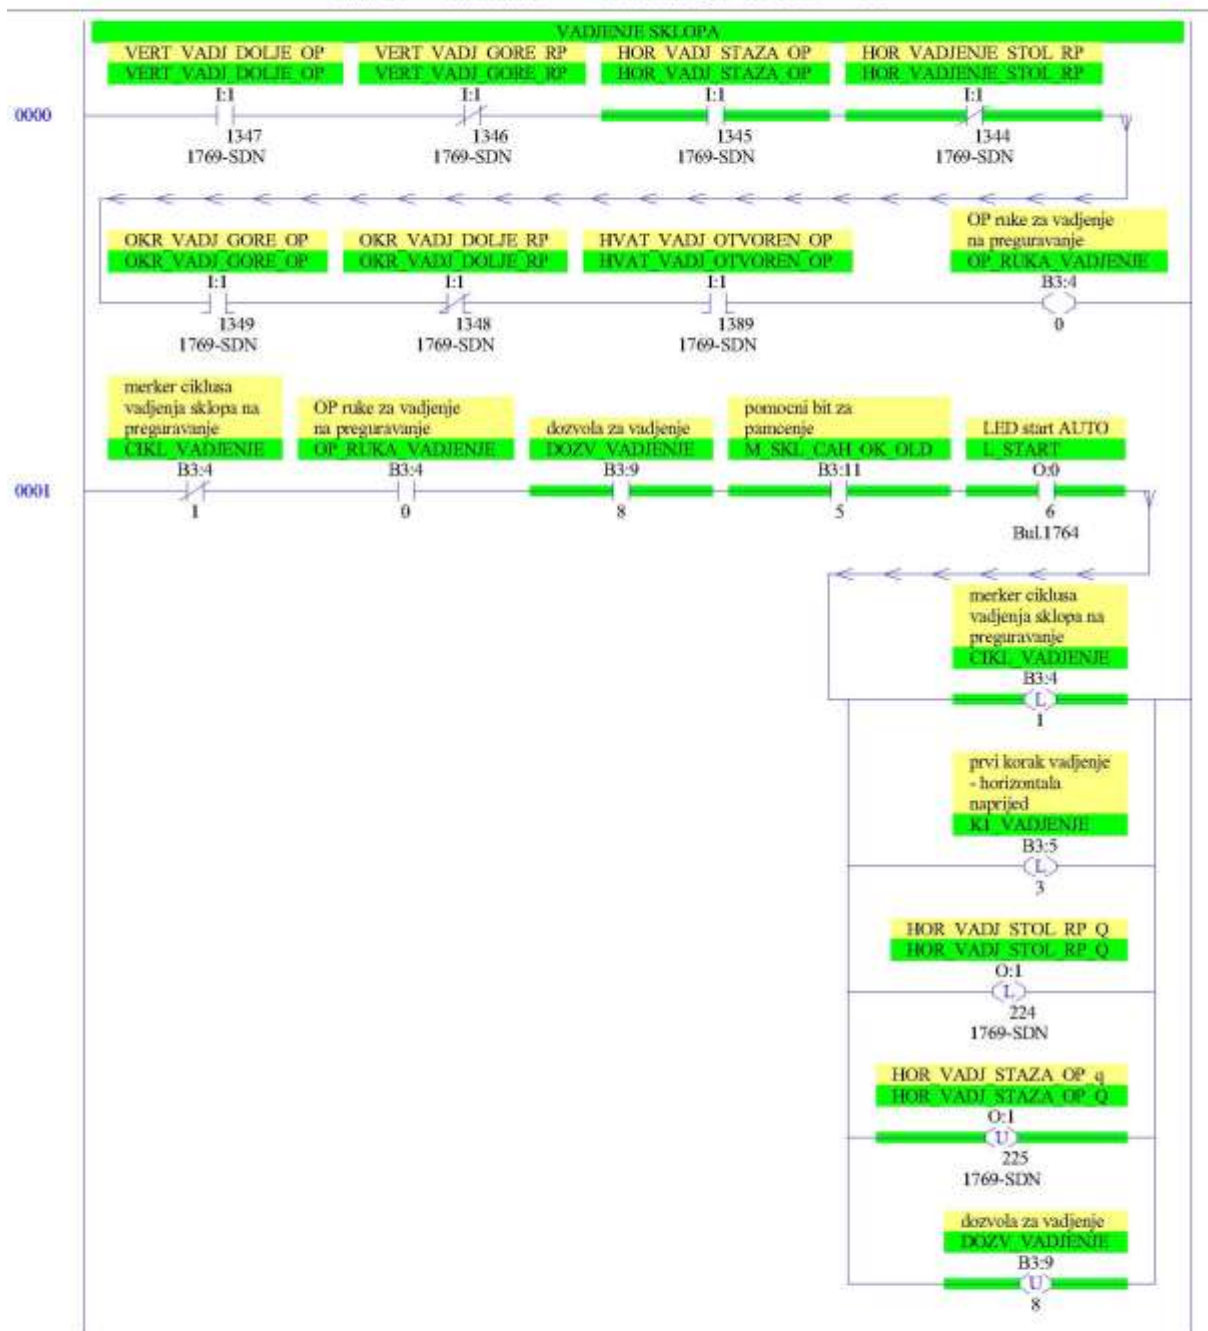 VADJENJE SKLOPA
VERT_VADJ_DOLJE_OP VERT_VADJ_GORE_RP HOR_VADJ_STAZA_OP HOR_VADJENJE_STOL_RP
VERT_VADJ_DOLJE_OP VERT_VADJ_GORE_RP HOR_VADJ_STAZA_OP HOR_VADJENJE_STOL_RP
I:1 I:1 I:1 I:1
0000
1347 1346 1345 1344
1769-SDN 1769-SDN 1769-SDN 1769-SDN
OP ruke za vadjenje
na preguravanje
OKR_VADJ_GORE_OP OKR_VADJ_DOLJE_RP HVAT_VADJ_OTVOREN_OP
OKR_VADJ_GORE_OP OKR_VADJ_DOLJE_RP HVAT_VADJ_OTVOREN_OP OP_RUKA_VADJENJE
I:1 I:1 I:1 B3:4
1349 1348 1389 0
1769-SDN 1769-SDN 1769-SDN
merker ciklusa
vadjenja sklopa na OP ruke za vadjenje pomocni bit za
preguravanje na preguravanje dozvola za vadjenje pamcenje LED start AUTO
CIKL_VADJENJE OP_RUKA_VADJENJE DOZV_VADJENJE M_SKL_CAH_OK_OLD L_START
B3:4 B3:4 B3:9 B3:11 O:0
0001
1 0 8 5 6
Bul.1764
merker ciklusa
vadjenja sklopa na
preguravanje
CIKL_VADJENJE
B3:4
L
1
prvi korak vadjenje
- horizontala
naprijed
K1_VADJENJE
B3:5
L
3
HOR_VADJ_STOL_RP_Q
HOR_VADJ_STOL_RP_Q
O:1
L
224
1769-SDN
HOR_VADJ_STAZA_OP_q
HOR_VADJ_STAZA_OP_Q
O:1
U
225
1769-SDN
dozvola za vadjenje
DOZV_VADJENJE
B3:9
U
8